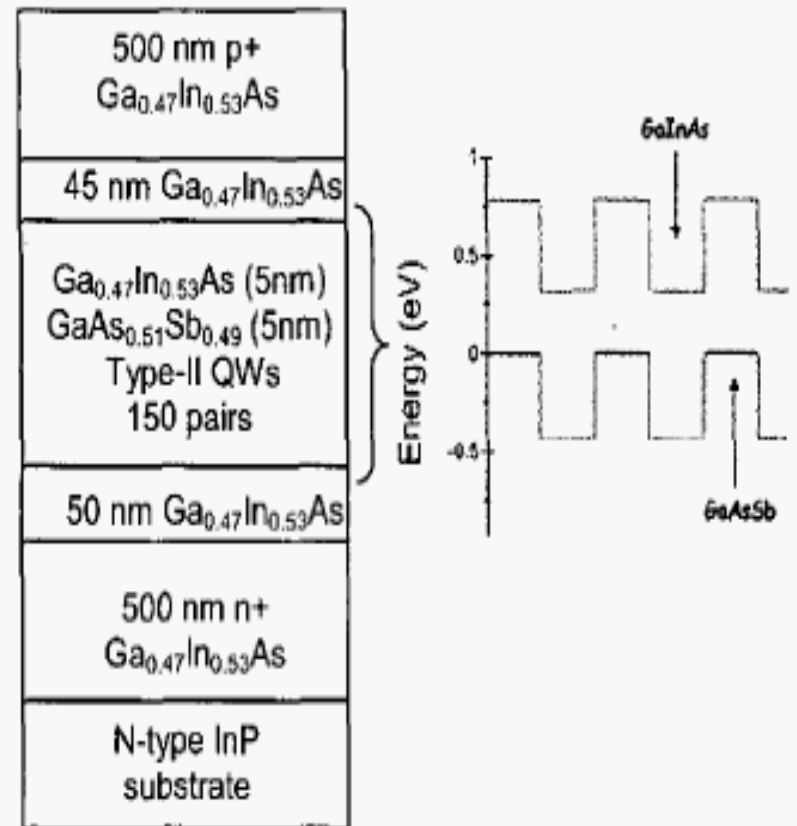 500 nm p+
Ga0.47In0.53As
45 nm Ga0.47In0.53As
Ga0.47In0.53As (5nm)
GaAs0.51Sb0.49 (5nm)
Type-II QWs
150 pairs
50 nm Ga0.47In0.53As
500 nm n+
Ga0.47In0.53As
N-type InP
substrate
GaInAs
1
0.5
0
-0.5
Energy (eV)
GaAsSb